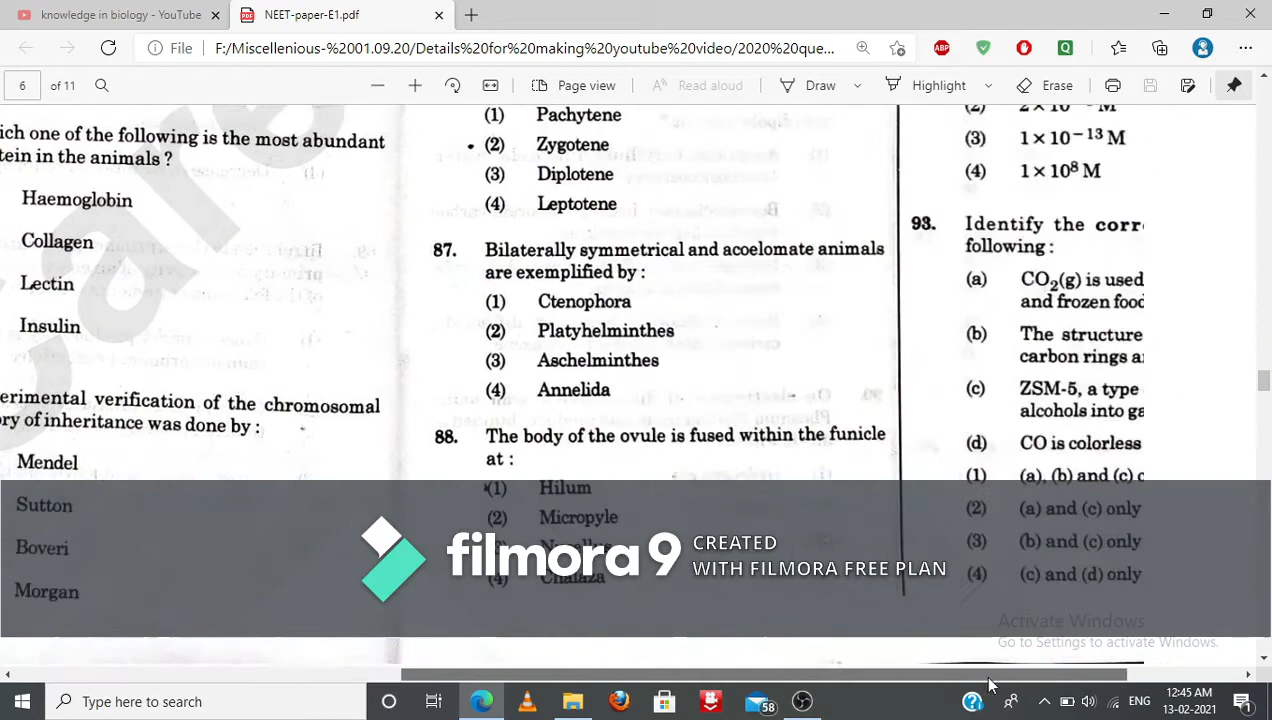 knowledge in biology - YouTube
NEET-paper-E1.pdf
File
F:/Miscellenious-%2001.09.20/Details%20for%20making%20youtube%20video/2020%20que...
ABP
Q
6
of 11
Page view
Read aloud
Draw
Highlight
Erase
ich one of the following is the most abundant
tein in the animals ?
Haemoglobin
Collagen
Lectin
Insulin
erimental verification of the chromosomal
ory of inheritance was done by :
Mendel
Sutton
Boveri
Morgan
(1) Pachytene
(2) Zygotene
(3) Diplotene
(4) Leptotene
87. Bilaterally symmetrical and acoelomate animals
are exemplified by :
(1) Ctenophora
(2) Platyhelminthes
(3) Aschelminthes
(4) Annelida
88. The body of the ovule is fused within the funicle
at :
(1) Hilum
(2) Micropyle
(4) Chalaza
(3) 1 × 10⁻¹³ M
(4) 1 × 10⁸ M
93. Identify the corr
following :
(a) CO₂(g) is used
and frozen food
(b) The structure
carbon rings a
(c) ZSM-5, a type
alcohols into ga
(d) CO is colorless
(1) (a), (b) and (c) o
(2) (a) and (c) only
(3) (b) and (c) only
(4) (c) and (d) only
filmora9 CREATED
WITH FILMORA FREE PLAN
Activate Windows
Go to Settings to activate Windows.
Type here to search
58
ENG
12:45 AM
13-02-2021
1